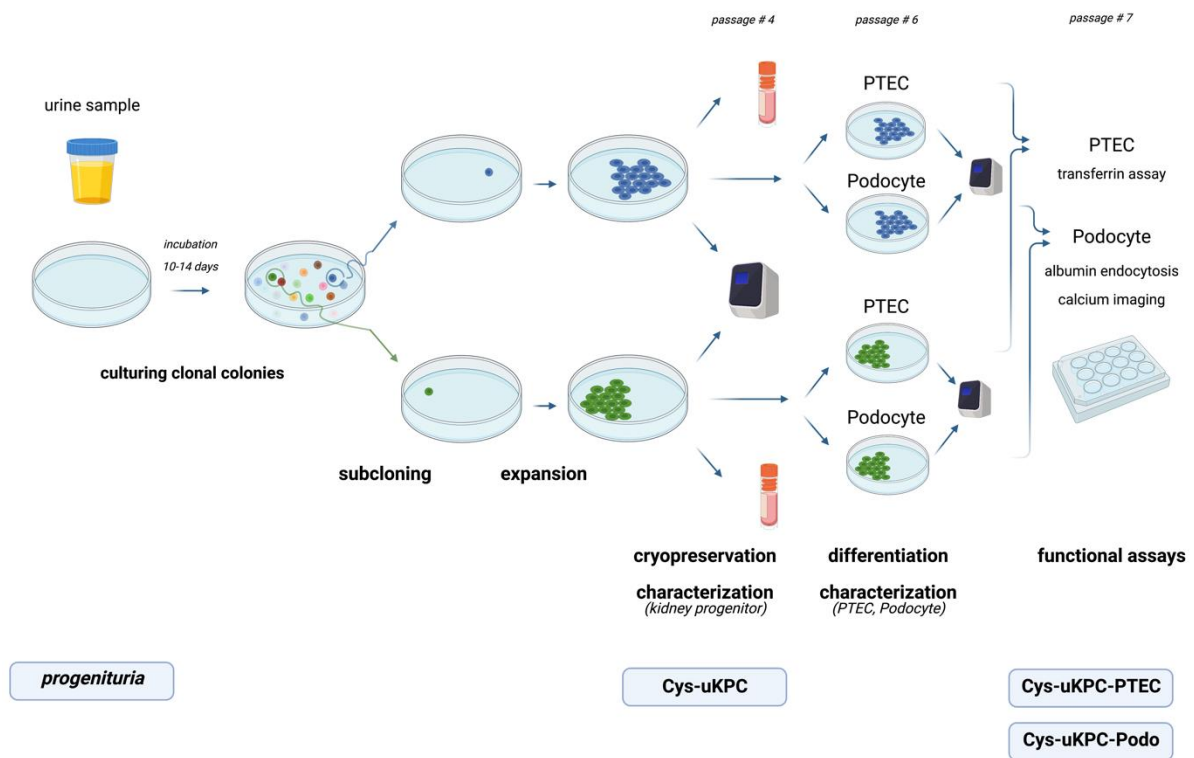 passage # 4
passage # 6
passage # 7
urine sample
PTEC
PTEC
transferrin assay
Podocyte
Podocyte
albumin endocytosis
calcium imaging
incubation
10-14 days
PTEC
culturing clonal colonies
Podocyte
subcloning
expansion
cryopreservation
differentiation
functional assays
characterization
characterization
(kidney progenitor)
(PTEC, Podocyte)
progenituria
Cys-uKPC
Cys-uKPC-PTEC
Cys-uKPC-Podo